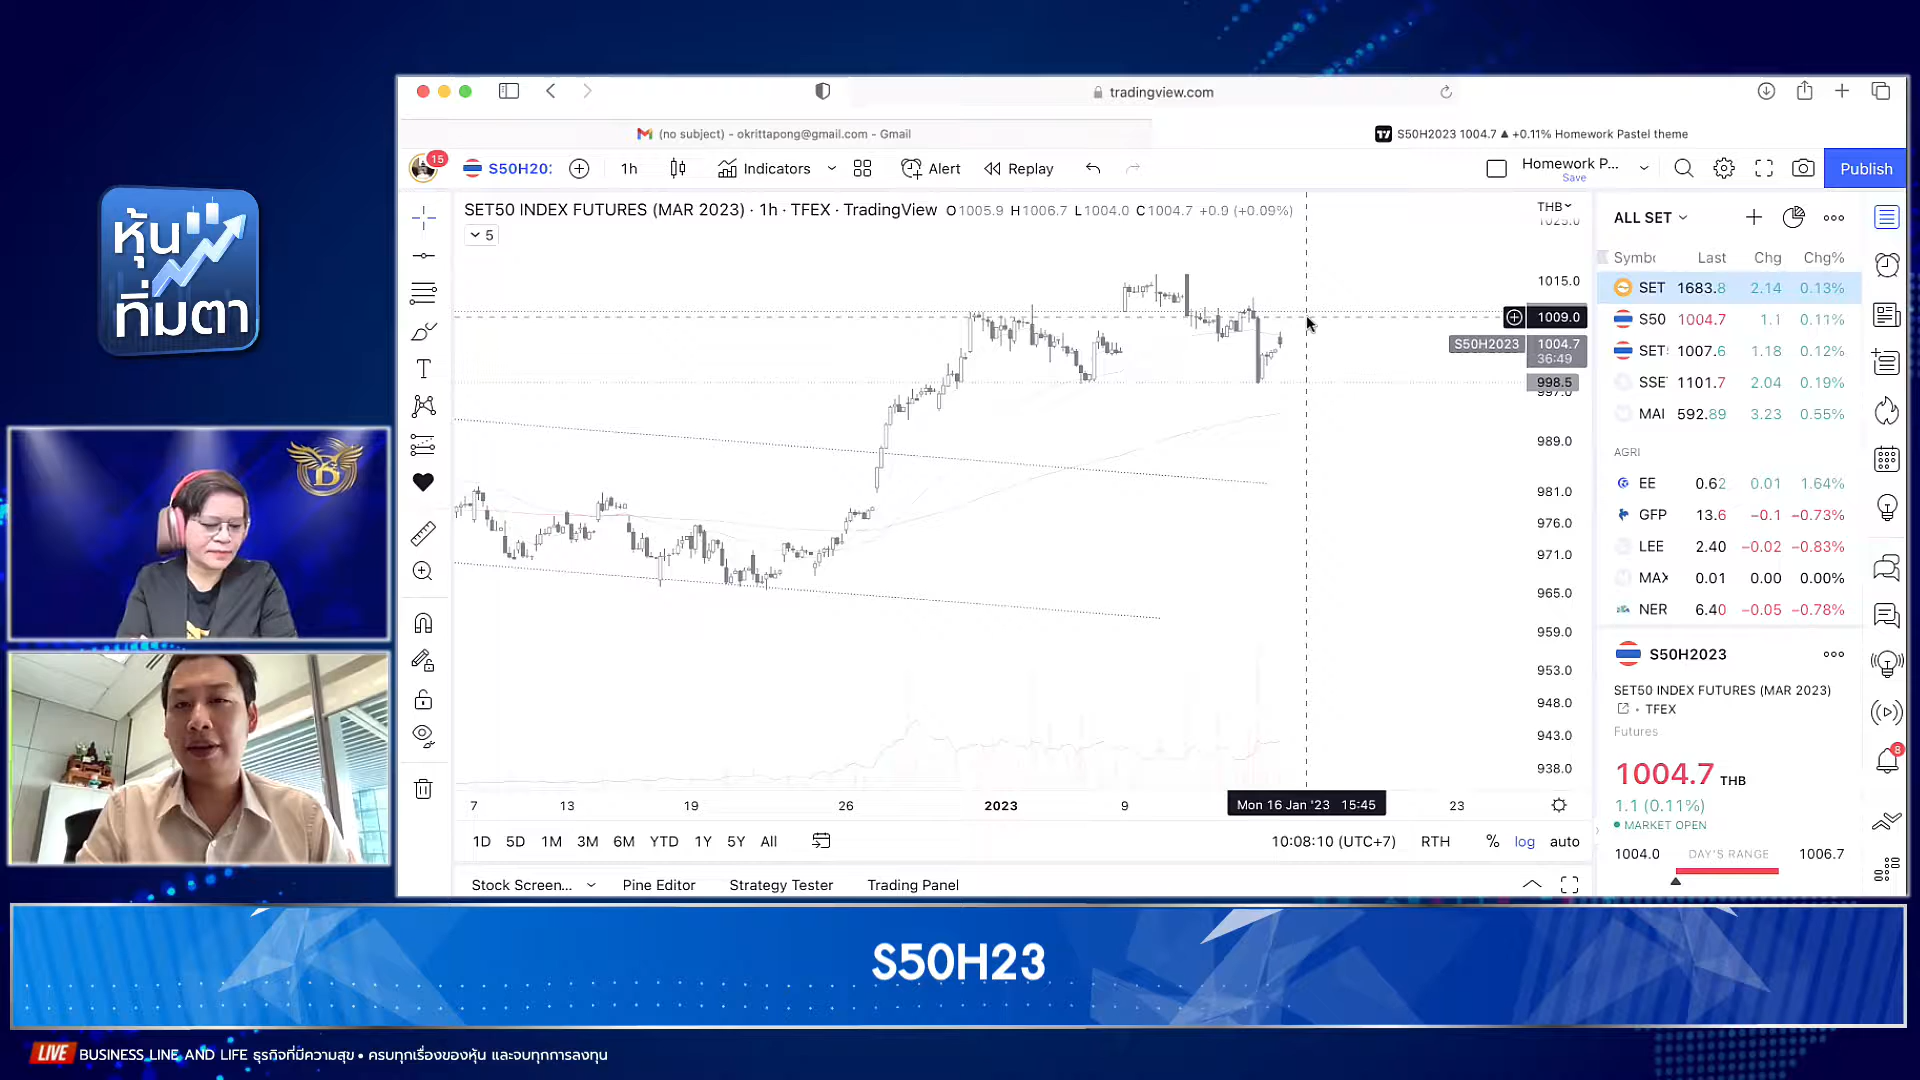 หุ้น
ทิ่มตา
tradingview.com
(no subject) - okrittapong@gmail.com - Gmail
S50H2023 1004.7 ▲ +0.11% Homework Pastel theme
15
S50H20:
1h
Indicators
Alert
Replay
Homework P...
Save
Publish
SET50 INDEX FUTURES (MAR 2023) · 1h · TFEX · TradingView O1005.9 H1006.7 L1004.0 C1004.7 +0.9 (+0.09%)
5
THB
1025.0
1015.0
1009.0
S50H2023 1004.7
36:49
998.5
997.0
989.0
981.0
976.0
971.0
965.0
959.0
953.0
948.0
943.0
938.0
7 13 19 26 2023 9 Mon 16 Jan '23 15:45 23
1D 5D 1M 3M 6M YTD 1Y 5Y All
10:08:10 (UTC+7) RTH % log auto
Stock Screen... Pine Editor Strategy Tester Trading Panel
ALL SET
Symbo Last Chg Chg%
SET 1683.8 2.14 0.13%
S50 1004.7 1.1 0.11%
SET: 1007.6 1.18 0.12%
SSE 1101.7 2.04 0.19%
MAI 592.89 3.23 0.55%
AGRI
EE 0.62 0.01 1.64%
GFP 13.6 −0.1 −0.73%
LEE 2.40 −0.02 −0.83%
MAX 0.01 0.00 0.00%
NER 6.40 −0.05 −0.78%
S50H2023
SET50 INDEX FUTURES (MAR 2023)
TFEX
Futures
1004.7 THB
1.1 (0.11%)
MARKET OPEN
1004.0 DAY'S RANGE 1006.7
8
S50H23
LIVE BUSINESS LINE AND LIFE ธุรกิจที่มีความสุข • ครบทุกเรื่องของหุ้น และจบทุกการลงทุน